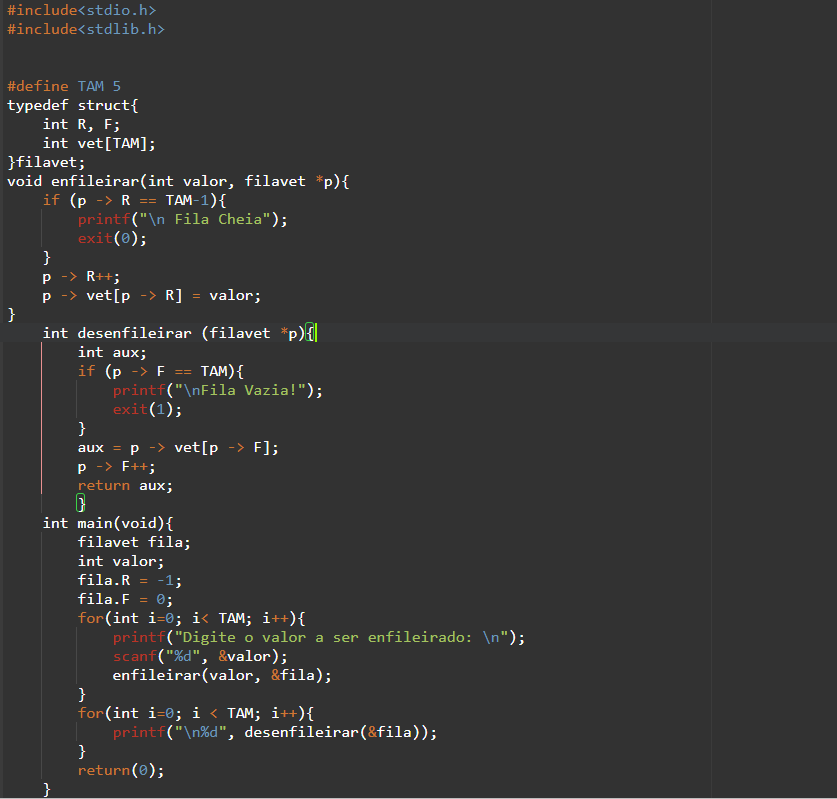 #include<stdio.h>
#include<stdlib.h>
#define TAM 5
typedef struct{
    int R, F;
    int vet[TAM];
}filavet;
void enfileirar(int valor, filavet *p){
    if (p -> R == TAM-1){
        printf("\n Fila Cheia");
        exit(0);
    }
    p -> R++;
    p -> vet[p -> R] = valor;
}
    int desenfileirar (filavet *p){
        int aux;
        if (p -> F == TAM){
            printf("\nFila Vazia!");
            exit(1);
        }
        aux = p -> vet[p -> F];
        p -> F++;
        return aux;
        }
    int main(void){
        filavet fila;
        int valor;
        fila.R = -1;
        fila.F = 0;
        for(int i=0; i< TAM; i++){
            printf("Digite o valor a ser enfileirado: \n");
            scanf("%d", &valor);
            enfileirar(valor, &fila);
        }
        for(int i=0; i < TAM; i++){
            printf("\n%d", desenfileirar(&fila));
        }
        return(0);
    }